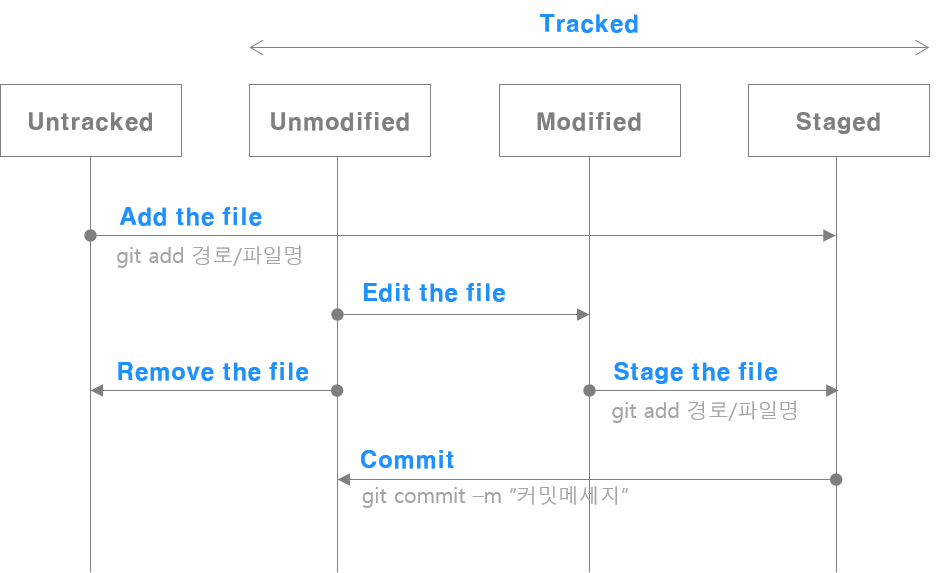 Tracked
Untracked
Unmodified
Modified
Staged
Add the file
git add 경로/파일명
Edit the file
Remove the file
Stage the file
git add 경로/파일명
Commit
git commit –m “커밋메세지”